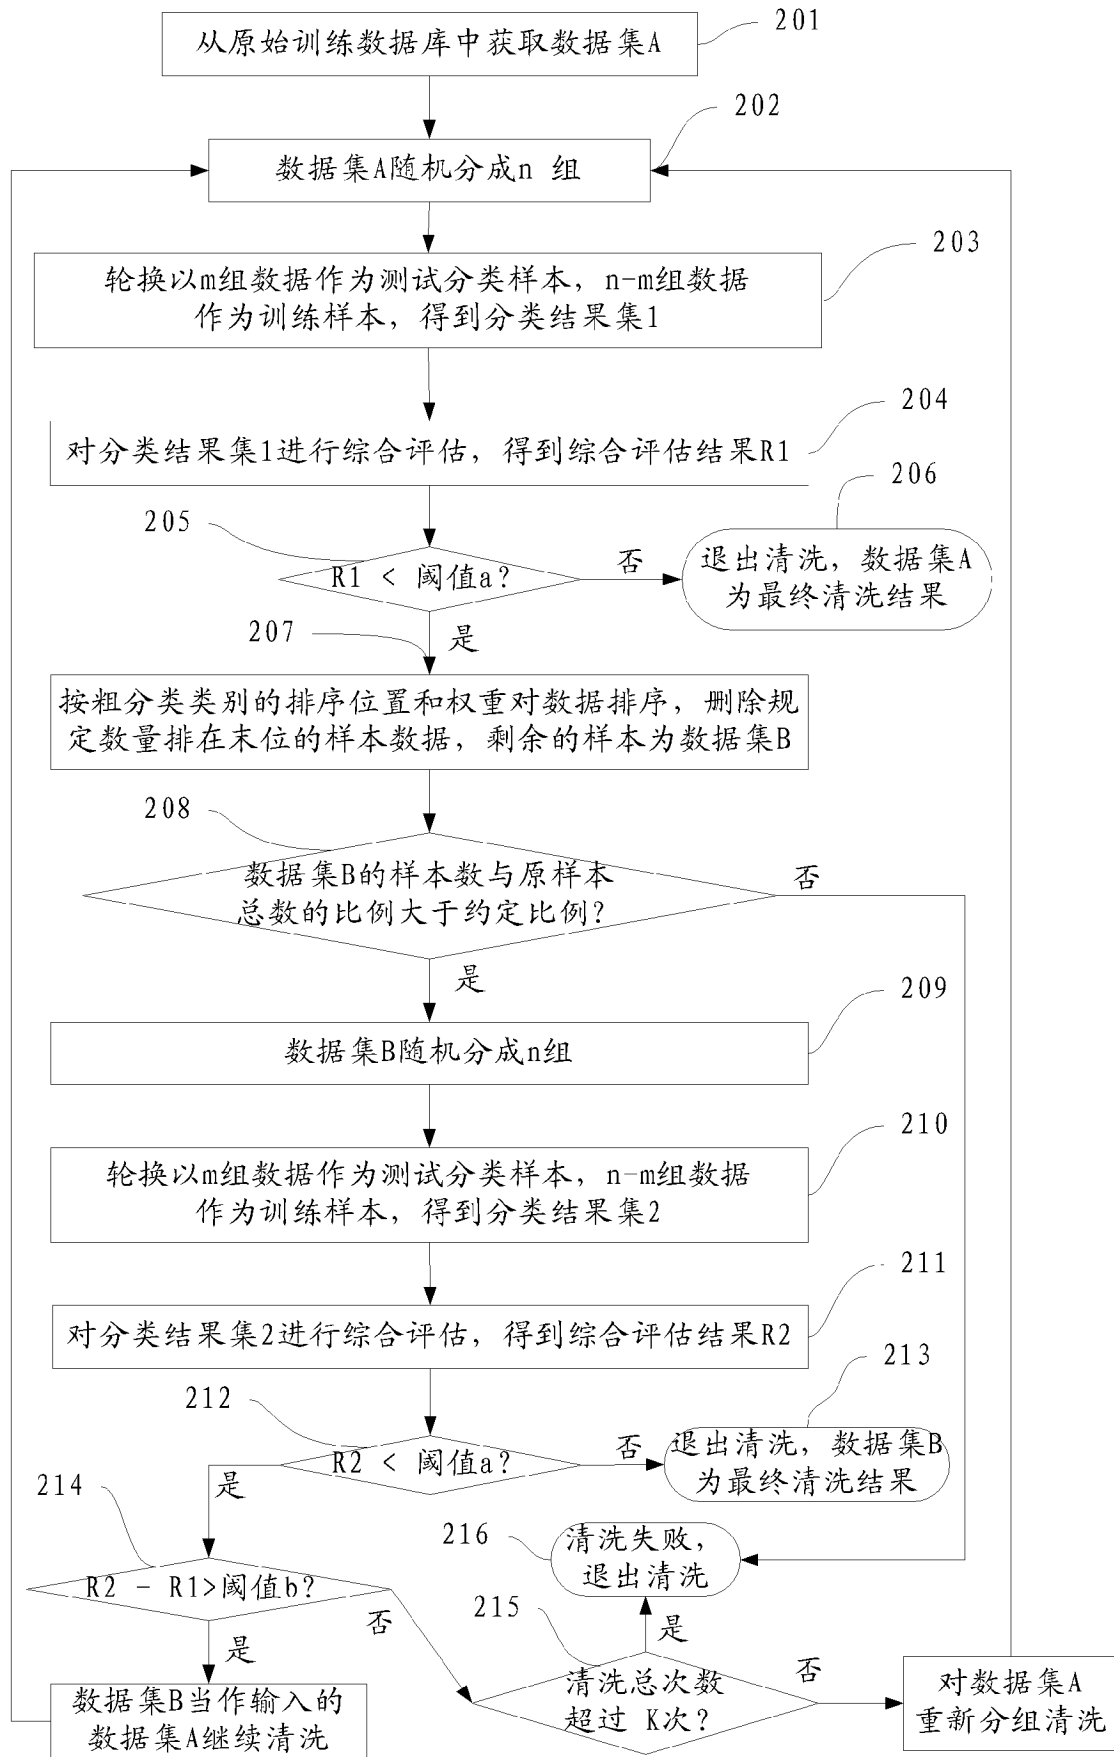 从原始训练数据库中获取数据集A
201
202
数据集A随机分成n 组
203
轮换以m组数据作为测试分类样本，n-m组数据
作为训练样本，得到分类结果集1
204
对分类结果集1进行综合评估，得到综合评估结果R1
206
205
R1 < 阈值a?
否
退出清洗，数据集A
为最终清洗结果
207
是
按粗分类类别的排序位置和权重对数据排序，删除规
定数量排在末位的样本数据，剩余的样本为数据集B
208
数据集B的样本数与原样本
总数的比例大于约定比例?
否
是
209
数据集B随机分成n组
210
轮换以m组数据作为测试分类样本，n-m组数据
作为训练样本，得到分类结果集2
211
对分类结果集2进行综合评估，得到综合评估结果R2
213
212
R2 < 阈值a?
否
退出清洗，数据集B
为最终清洗结果
是
214
216
清洗失败，
退出清洗
R2 - R1>阈值b?
否
215
是
是
清洗总次数
超过 K次?
否
对数据集A
重新分组清洗
数据集B当作输入的
数据集A继续清洗